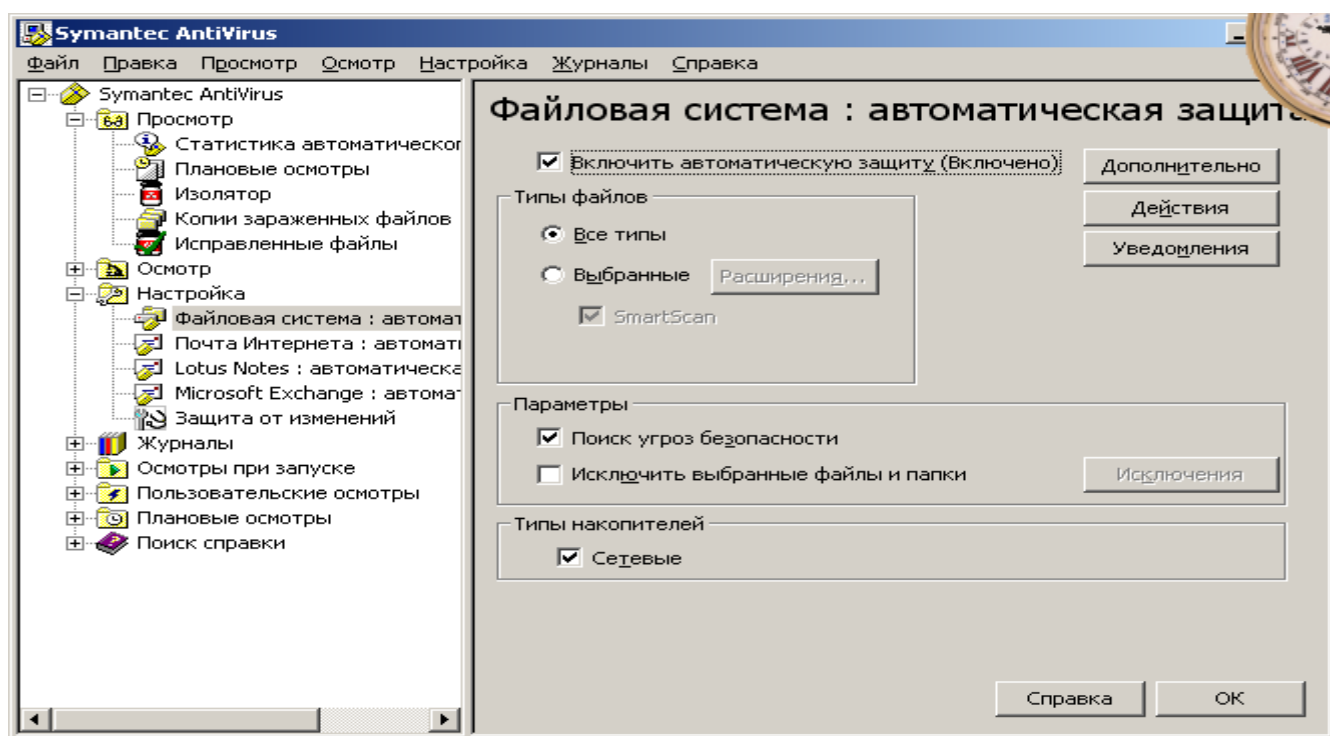 Symantec AntiVirus
Файл Правка Просмотр Осмотр Настройка Журналы Справка
Symantec AntiVirus
Просмотр
Статистика автоматическог
Плановые осмотры
Изолятор
Копии зараженных файлов
Исправленные файлы
Осмотр
Настройка
Файловая система : автомат
Почта Интернета : автомати
Lotus Notes : автоматическа
Microsoft Exchange : автомат
Защита от изменений
Журналы
Осмотры при запуске
Пользовательские осмотры
Плановые осмотры
Поиск справки
Файловая система : автоматическая защита
Включить автоматическую защиту (Включено)
Дополнительно
Действия
Уведомления
Типы файлов
Все типы
Выбранные
Расширения...
SmartScan
Параметры
Поиск угроз безопасности
Исключить выбранные файлы и папки
Исключения
Типы накопителей
Сетевые
Справка
ОК